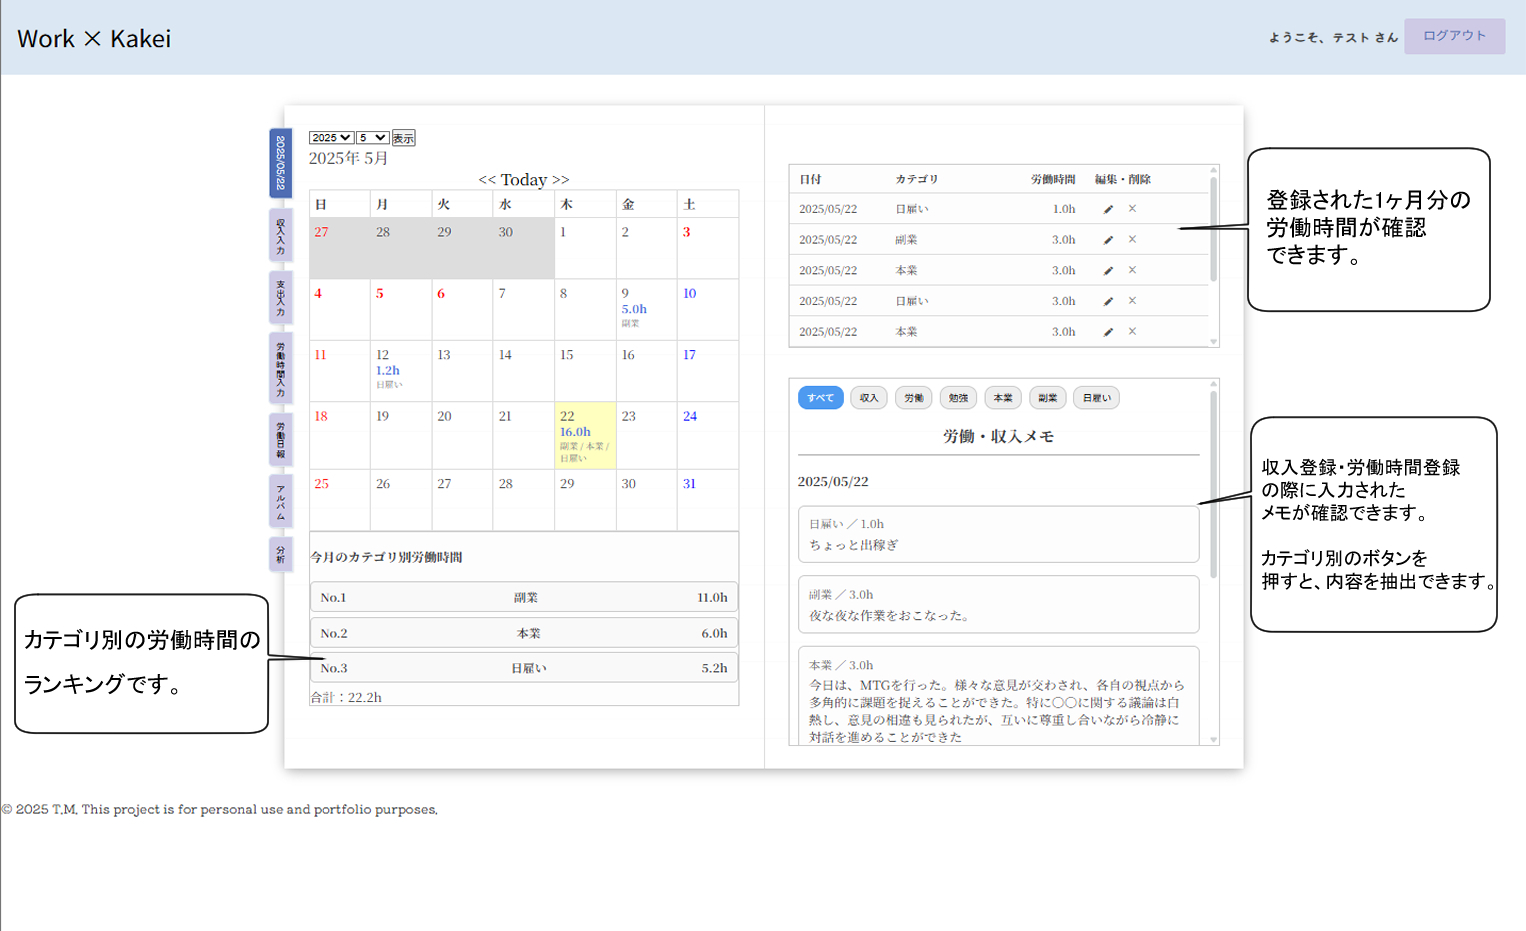 Work × Kakei
ようこそ、テスト さん
ログアウト
2025/05/22
収入入力
支出入力
労働時間入力
労働日報
アルバム
分析
2025 5 表示
2025年 5月
<< Today >>
日 月 火 水 木 金 土
27 28 29 30 1 2 3
4 5 6 7 8 9 10
5.0h
副業
11 12 13 14 15 16 17
1.2h
日雇い
18 19 20 21 22 23 24
16.0h
副業 / 本業 /
日雇い
25 26 27 28 29 30 31
今月のカテゴリ別労働時間
No.1 副業 11.0h
No.2 本業 6.0h
No.3 日雇い 5.2h
合計：22.2h
カテゴリ別の労働時間の
ランキングです。
日付 カテゴリ 労働時間 編集・削除
2025/05/22 日雇い 1.0h ×
2025/05/22 副業 3.0h ×
2025/05/22 本業 3.0h ×
2025/05/22 日雇い 3.0h ×
2025/05/22 本業 3.0h ×
登録された1ヶ月分の
労働時間が確認
できます。
すべて 収入 労働 勉強 本業 副業 日雇い
労働・収入メモ
2025/05/22
日雇い ／ 1.0h
ちょっと出稼ぎ
副業 ／ 3.0h
夜な夜な作業をおこなった。
本業 ／ 3.0h
今日は、MTGを行った。様々な意見が交わされ、各自の視点から
多角的に課題を捉えることができた。特に〇〇に関する議論は白
熱し、意見の相違も見られたが、互いに尊重し合いながら冷静に
対話を進めることができた
収入登録・労働時間登録
の際に入力された
メモが確認できます。
カテゴリ別のボタンを
押すと、内容を抽出できます。
© 2025 T.M. This project is for personal use and portfolio purposes.